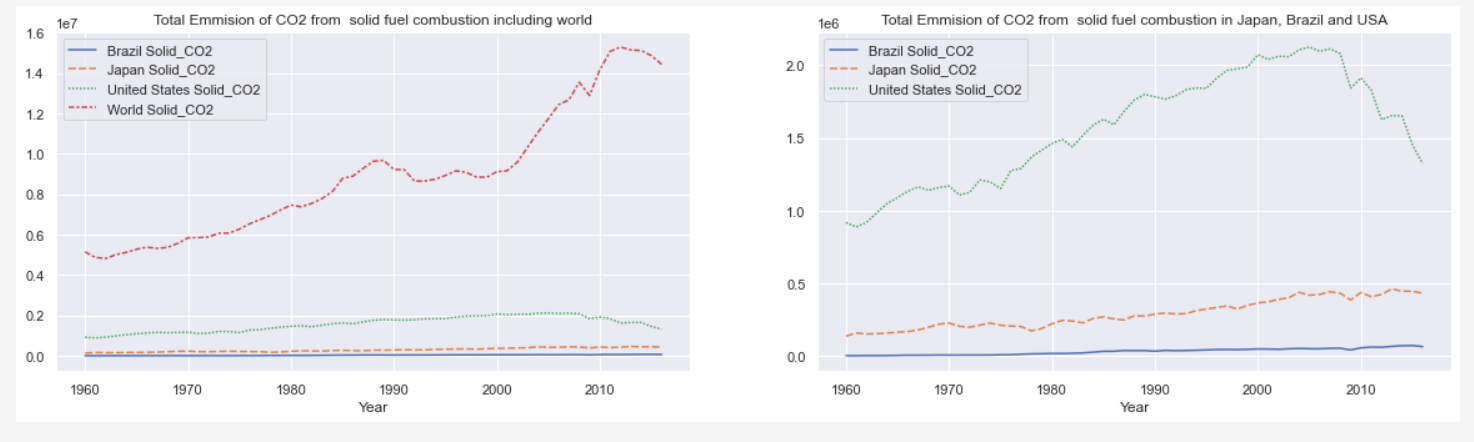 Total Emmision of CO2 from  solid fuel combustion including world
1e7
Brazil Solid_CO2
Japan Solid_CO2
United States Solid_CO2
World Solid_CO2
1.6
1.4
1.2
1.0
0.8
0.6
0.4
0.2
0.0
1960 1970 1980 1990 2000 2010
Year
Total Emmision of CO2 from  solid fuel combustion in Japan, Brazil and USA
1e6
Brazil Solid_CO2
Japan Solid_CO2
United States Solid_CO2
2.0
1.5
1.0
0.5
0.0
1960 1970 1980 1990 2000 2010
Year